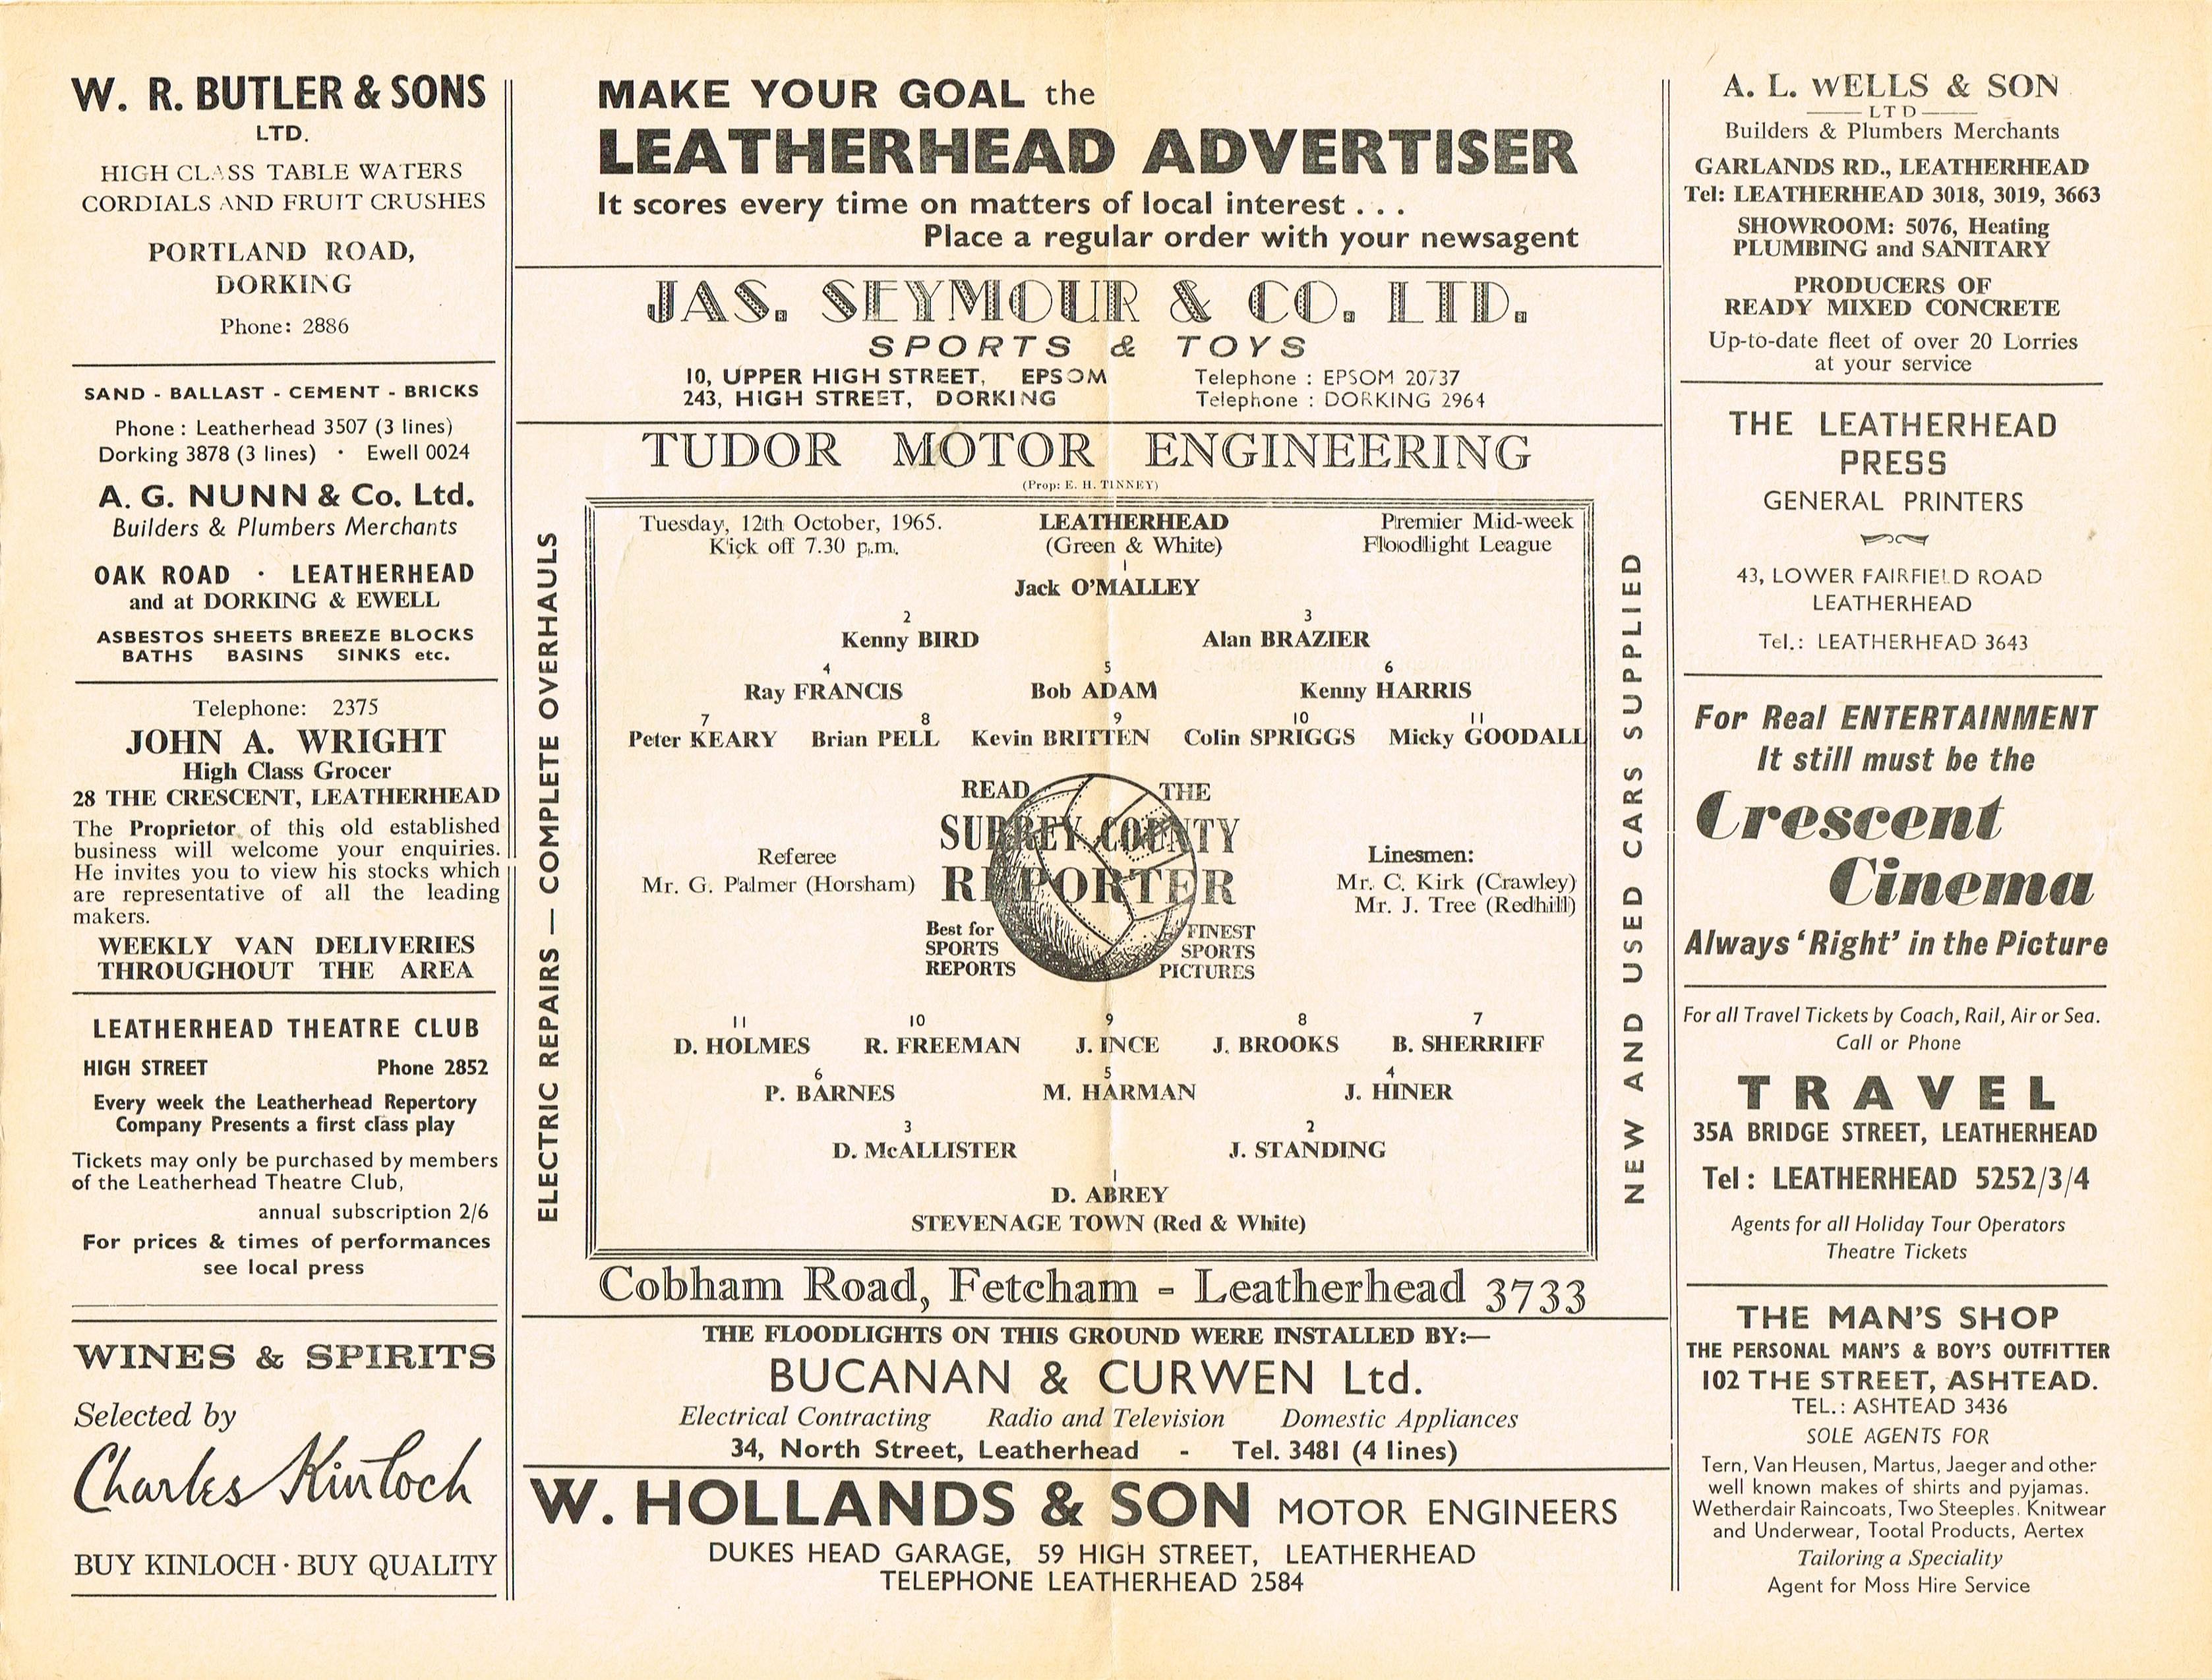 W. R. BUTLER & SONS
LTD.
HIGH CLASS TABLE WATERS
CORDIALS AND FRUIT CRUSHES
PORTLAND ROAD,
DORKING
Phone: 2886
SAND - BALLAST - CEMENT - BRICKS
Phone : Leatherhead 3507 (3 lines)
Dorking 3878 (3 lines) · Ewell 0024
A. G. NUNN & Co. Ltd.
Builders & Plumbers Merchants
OAK ROAD · LEATHERHEAD
and at DORKING & EWELL
ASBESTOS SHEETS BREEZE BLOCKS
BATHS BASINS SINKS etc.
Telephone: 2375
JOHN A. WRIGHT
High Class Grocer
28 THE CRESCENT, LEATHERHEAD
The Proprietor of this old established
business will welcome your enquiries.
He invites you to view his stocks which
are representative of all the leading
makers.
WEEKLY VAN DELIVERIES
THROUGHOUT THE AREA
LEATHERHEAD THEATRE CLUB
HIGH STREET Phone 2852
Every week the Leatherhead Repertory
Company Presents a first class play
Tickets may only be purchased by members
of the Leatherhead Theatre Club,
annual subscription 2/6
For prices & times of performances
see local press
WINES & SPIRITS
Selected by
Charles Kinloch
BUY KINLOCH · BUY QUALITY
MAKE YOUR GOAL the
LEATHERHEAD ADVERTISER
It scores every time on matters of local interest . . .
Place a regular order with your newsagent
JAS. SEYMOUR & CO. LTD.
SPORTS & TOYS
10, UPPER HIGH STREET, EPSOM Telephone : EPSOM 20737
243, HIGH STREET, DORKING Telephone : DORKING 2964
TUDOR MOTOR ENGINEERING
(Prop: E. H. TINNEY)
ELECTRIC REPAIRS — COMPLETE OVERHAULS
Tuesday, 12th October, 1965. LEATHERHEAD Premier Mid-week
Kick off 7.30 p.m. (Green & White) Floodlight League
1
Jack O'MALLEY
2 3
Kenny BIRD Alan BRAZIER
4 5 6
Ray FRANCIS Bob ADAM Kenny HARRIS
7 8 9 10 11
Peter KEARY Brian PELL Kevin BRITTEN Colin SPRIGGS Micky GOODALL
READ THE
SURREY COUNTY
REPORTER
Best for
SPORTS
REPORTS
FINEST
SPORTS
PICTURES
Referee
Mr. G. Palmer (Horsham)
Linesmen:
Mr. C. Kirk (Crawley)
Mr. J. Tree (Redhill)
11 10 9 8 7
D. HOLMES R. FREEMAN J. INCE J. BROOKS B. SHERRIFF
6 5 4
P. BARNES M. HARMAN J. HINER
3 2
D. McALLISTER J. STANDING
1
D. ABREY
STEVENAGE TOWN (Red & White)
NEW AND USED CARS SUPPLIED
Cobham Road, Fetcham - Leatherhead 3733
THE FLOODLIGHTS ON THIS GROUND WERE INSTALLED BY:—
BUCANAN & CURWEN Ltd.
Electrical Contracting Radio and Television Domestic Appliances
34, North Street, Leatherhead - Tel. 3481 (4 lines)
W. HOLLANDS & SON MOTOR ENGINEERS
DUKES HEAD GARAGE, 59 HIGH STREET, LEATHERHEAD
TELEPHONE LEATHERHEAD 2584
A. L. WELLS & SON
LTD
Builders & Plumbers Merchants
GARLANDS RD., LEATHERHEAD
Tel: LEATHERHEAD 3018, 3019, 3663
SHOWROOM: 5076, Heating
PLUMBING and SANITARY
PRODUCERS OF
READY MIXED CONCRETE
Up-to-date fleet of over 20 Lorries
at your service
THE LEATHERHEAD
PRESS
GENERAL PRINTERS
43, LOWER FAIRFIELD ROAD
LEATHERHEAD
Tel.: LEATHERHEAD 3643
For Real ENTERTAINMENT
It still must be the
Crescent
Cinema
Always 'Right' in the Picture
For all Travel Tickets by Coach, Rail, Air or Sea.
Call or Phone
TRAVEL
35A BRIDGE STREET, LEATHERHEAD
Tel : LEATHERHEAD 5252/3/4
Agents for all Holiday Tour Operators
Theatre Tickets
THE MAN'S SHOP
THE PERSONAL MAN'S & BOY'S OUTFITTER
102 THE STREET, ASHTEAD.
TEL.: ASHTEAD 3436
SOLE AGENTS FOR
Tern, Van Heusen, Martus, Jaeger and other
well known makes of shirts and pyjamas.
Wetherdair Raincoats, Two Steeples. Knitwear
and Underwear, Tootal Products, Aertex
Tailoring a Speciality
Agent for Moss Hire Service